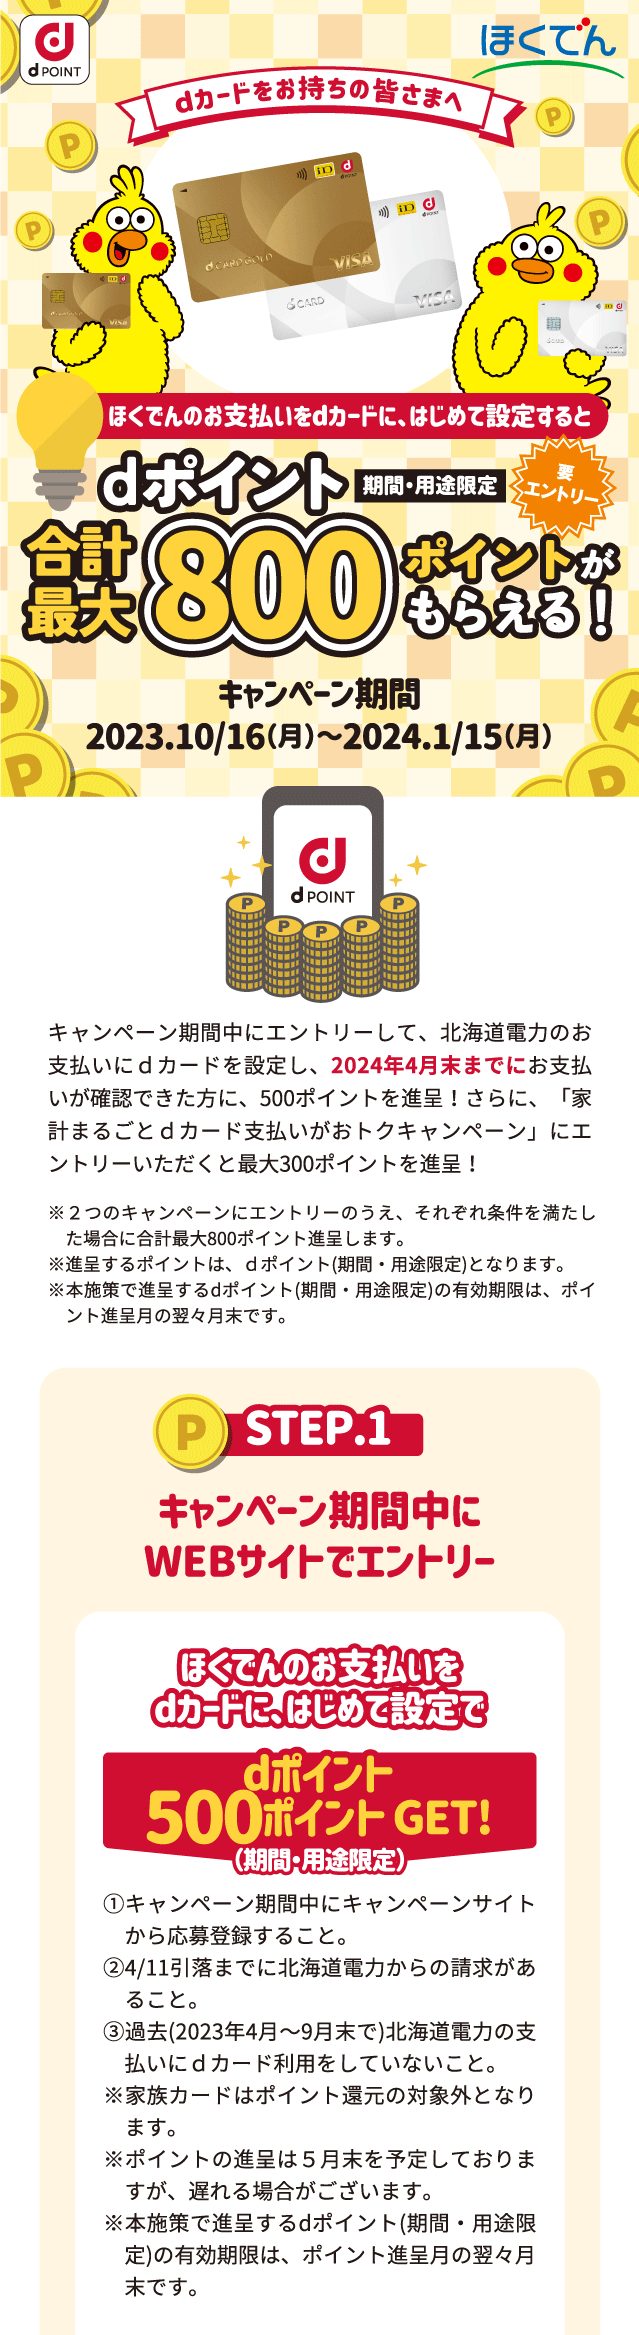 d POINT
ほくでん
dカードをお持ちの皆さまへ
P
P
P
P
iD
d POINT
d CARD GOLD
VISA
iD
d POINT
d CARD
VISA
VISA
ほくでんのお支払いをdカードに、はじめて設定すると
dポイント 期間・用途限定
要
エントリー
合計
最大
800
ポイントが
もらえる！
キャンペーン期間
2023.10/16(月)～2024.1/15(月)
P
P
P
P
d POINT
P
P
P
P
P
キャンペーン期間中にエントリーして、北海道電力のお
支払いにｄカードを設定し、2024年4月末までにお支払
いが確認できた方に、500ポイントを進呈！さらに、「家
計まるごとｄカード支払いがおトクキャンペーン」にエ
ントリーいただくと最大300ポイントを進呈！
※２つのキャンペーンにエントリーのうえ、それぞれ条件を満たし
た場合に合計最大800ポイント進呈します。
※進呈するポイントは、ｄポイント(期間・用途限定)となります。
※本施策で進呈するdポイント(期間・用途限定)の有効期限は、ポイ
ント進呈月の翌々月末です。
P
STEP.1
キャンペーン期間中に
WEBサイトでエントリー
ほくでんのお支払いを
dカードに、はじめて設定で
dポイント
500ポイント GET!
(期間・用途限定)
①キャンペーン期間中にキャンペーンサイト
から応募登録すること。
②4/11引落までに北海道電力からの請求があ
ること。
③過去(2023年4月～9月末で)北海道電力の支
払いにｄカード利用をしていないこと。
※家族カードはポイント還元の対象外となり
ます。
※ポイントの進呈は５月末を予定しておりま
すが、遅れる場合がございます。
※本施策で進呈するdポイント(期間・用途限
定)の有効期限は、ポイント進呈月の翌々月
末です。